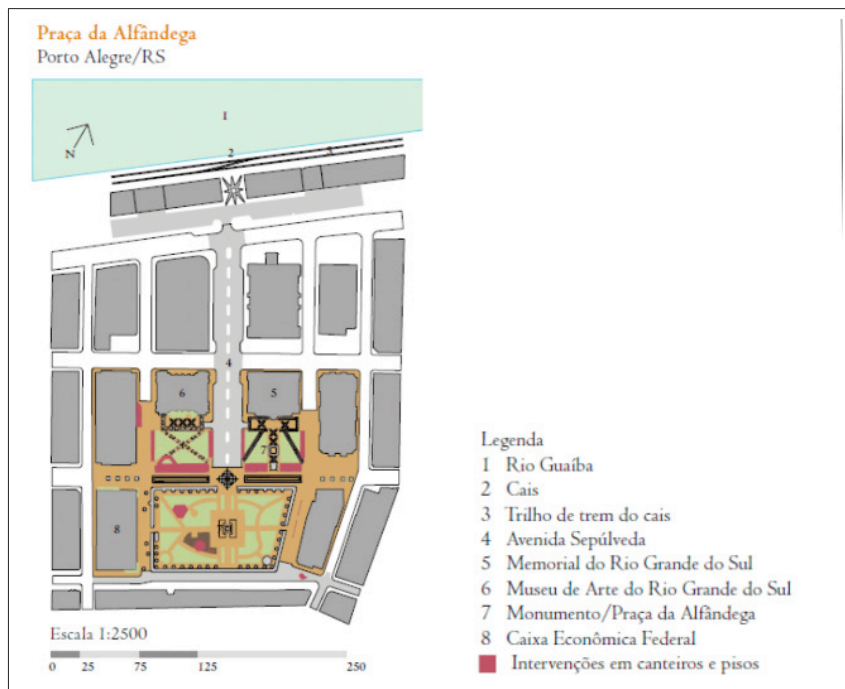 Praça da Alfândega
Porto Alegre/RS
1
N
2
3
4
6
5
7
8
Escala 1:2500
0 25 75 125 250
Legenda
1 Rio Guaíba
2 Cais
3 Trilho de trem do cais
4 Avenida Sepúlveda
5 Memorial do Rio Grande do Sul
6 Museu de Arte do Rio Grande do Sul
7 Monumento/Praça da Alfândega
8 Caixa Econômica Federal
Intervenções em canteiros e pisos